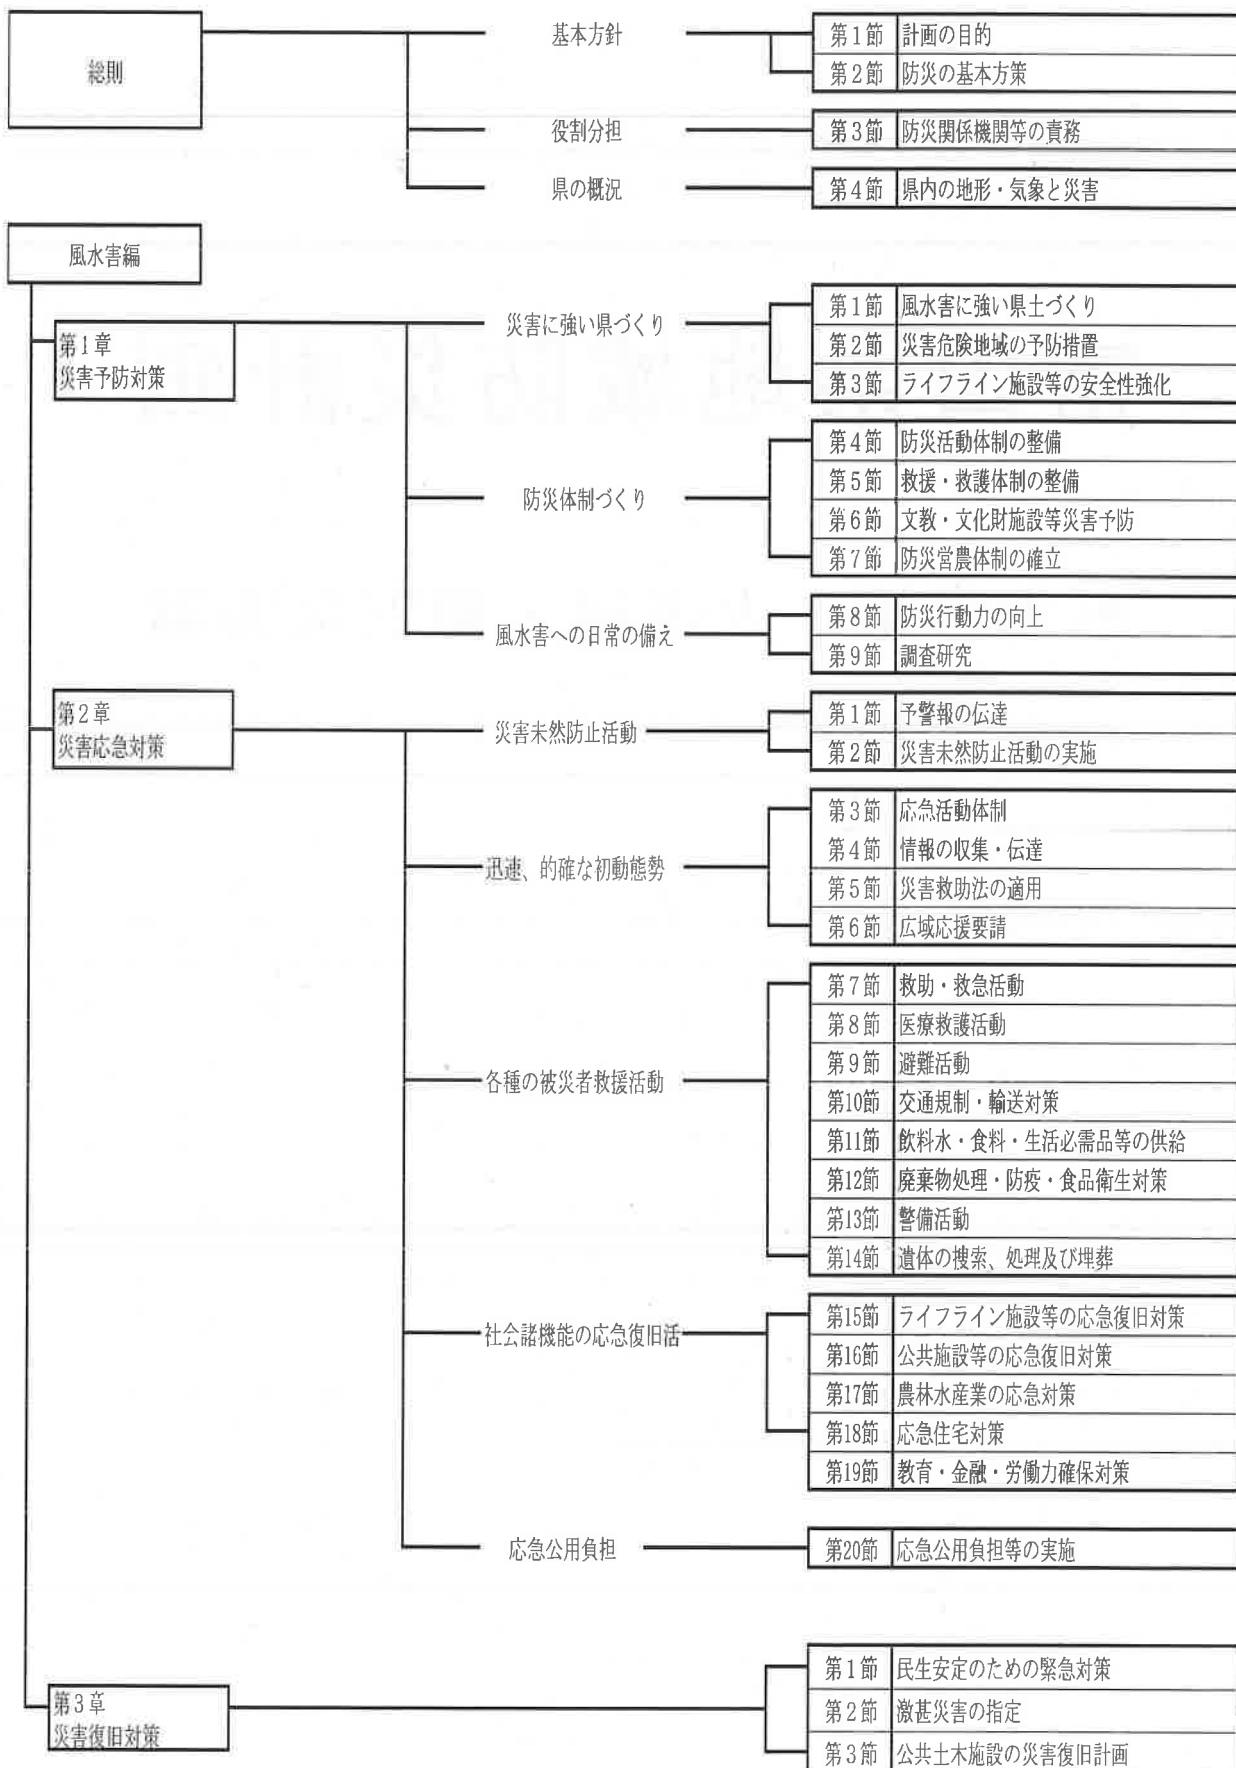 総則
基本方針
第1節 計画の目的
第2節 防災の基本方策
役割分担
第3節 防災関係機関等の責務
県の概況
第4節 県内の地形・気象と災害
風水害編
第1章
災害予防対策
災害に強い県づくり
第1節 風水害に強い県土づくり
第2節 災害危険地域の予防措置
第3節 ライフライン施設等の安全性強化
防災体制づくり
第4節 防災活動体制の整備
第5節 救援・救護体制の整備
第6節 文教・文化財施設等災害予防
第7節 防災営農体制の確立
風水害への日常の備え
第8節 防災行動力の向上
第9節 調査研究
第2章
災害応急対策
災害未然防止活動
第1節 予警報の伝達
第2節 災害未然防止活動の実施
迅速、的確な初動態勢
第3節 応急活動体制
第4節 情報の収集・伝達
第5節 災害救助法の適用
第6節 広域応援要請
各種の被災者救援活動
第7節 救助・救急活動
第8節 医療救護活動
第9節 避難活動
第10節 交通規制・輸送対策
第11節 飲料水・食料・生活必需品等の供給
第12節 廃棄物処理・防疫・食品衛生対策
第13節 警備活動
第14節 遺体の捜索、処理及び埋葬
社会諸機能の応急復旧活
第15節 ライフライン施設等の応急復旧対策
第16節 公共施設等の応急復旧対策
第17節 農林水産業の応急対策
第18節 応急住宅対策
第19節 教育・金融・労働力確保対策
応急公用負担
第20節 応急公用負担等の実施
第3章
災害復旧対策
第1節 民生安定のための緊急対策
第2節 激甚災害の指定
第3節 公共土木施設の災害復旧計画